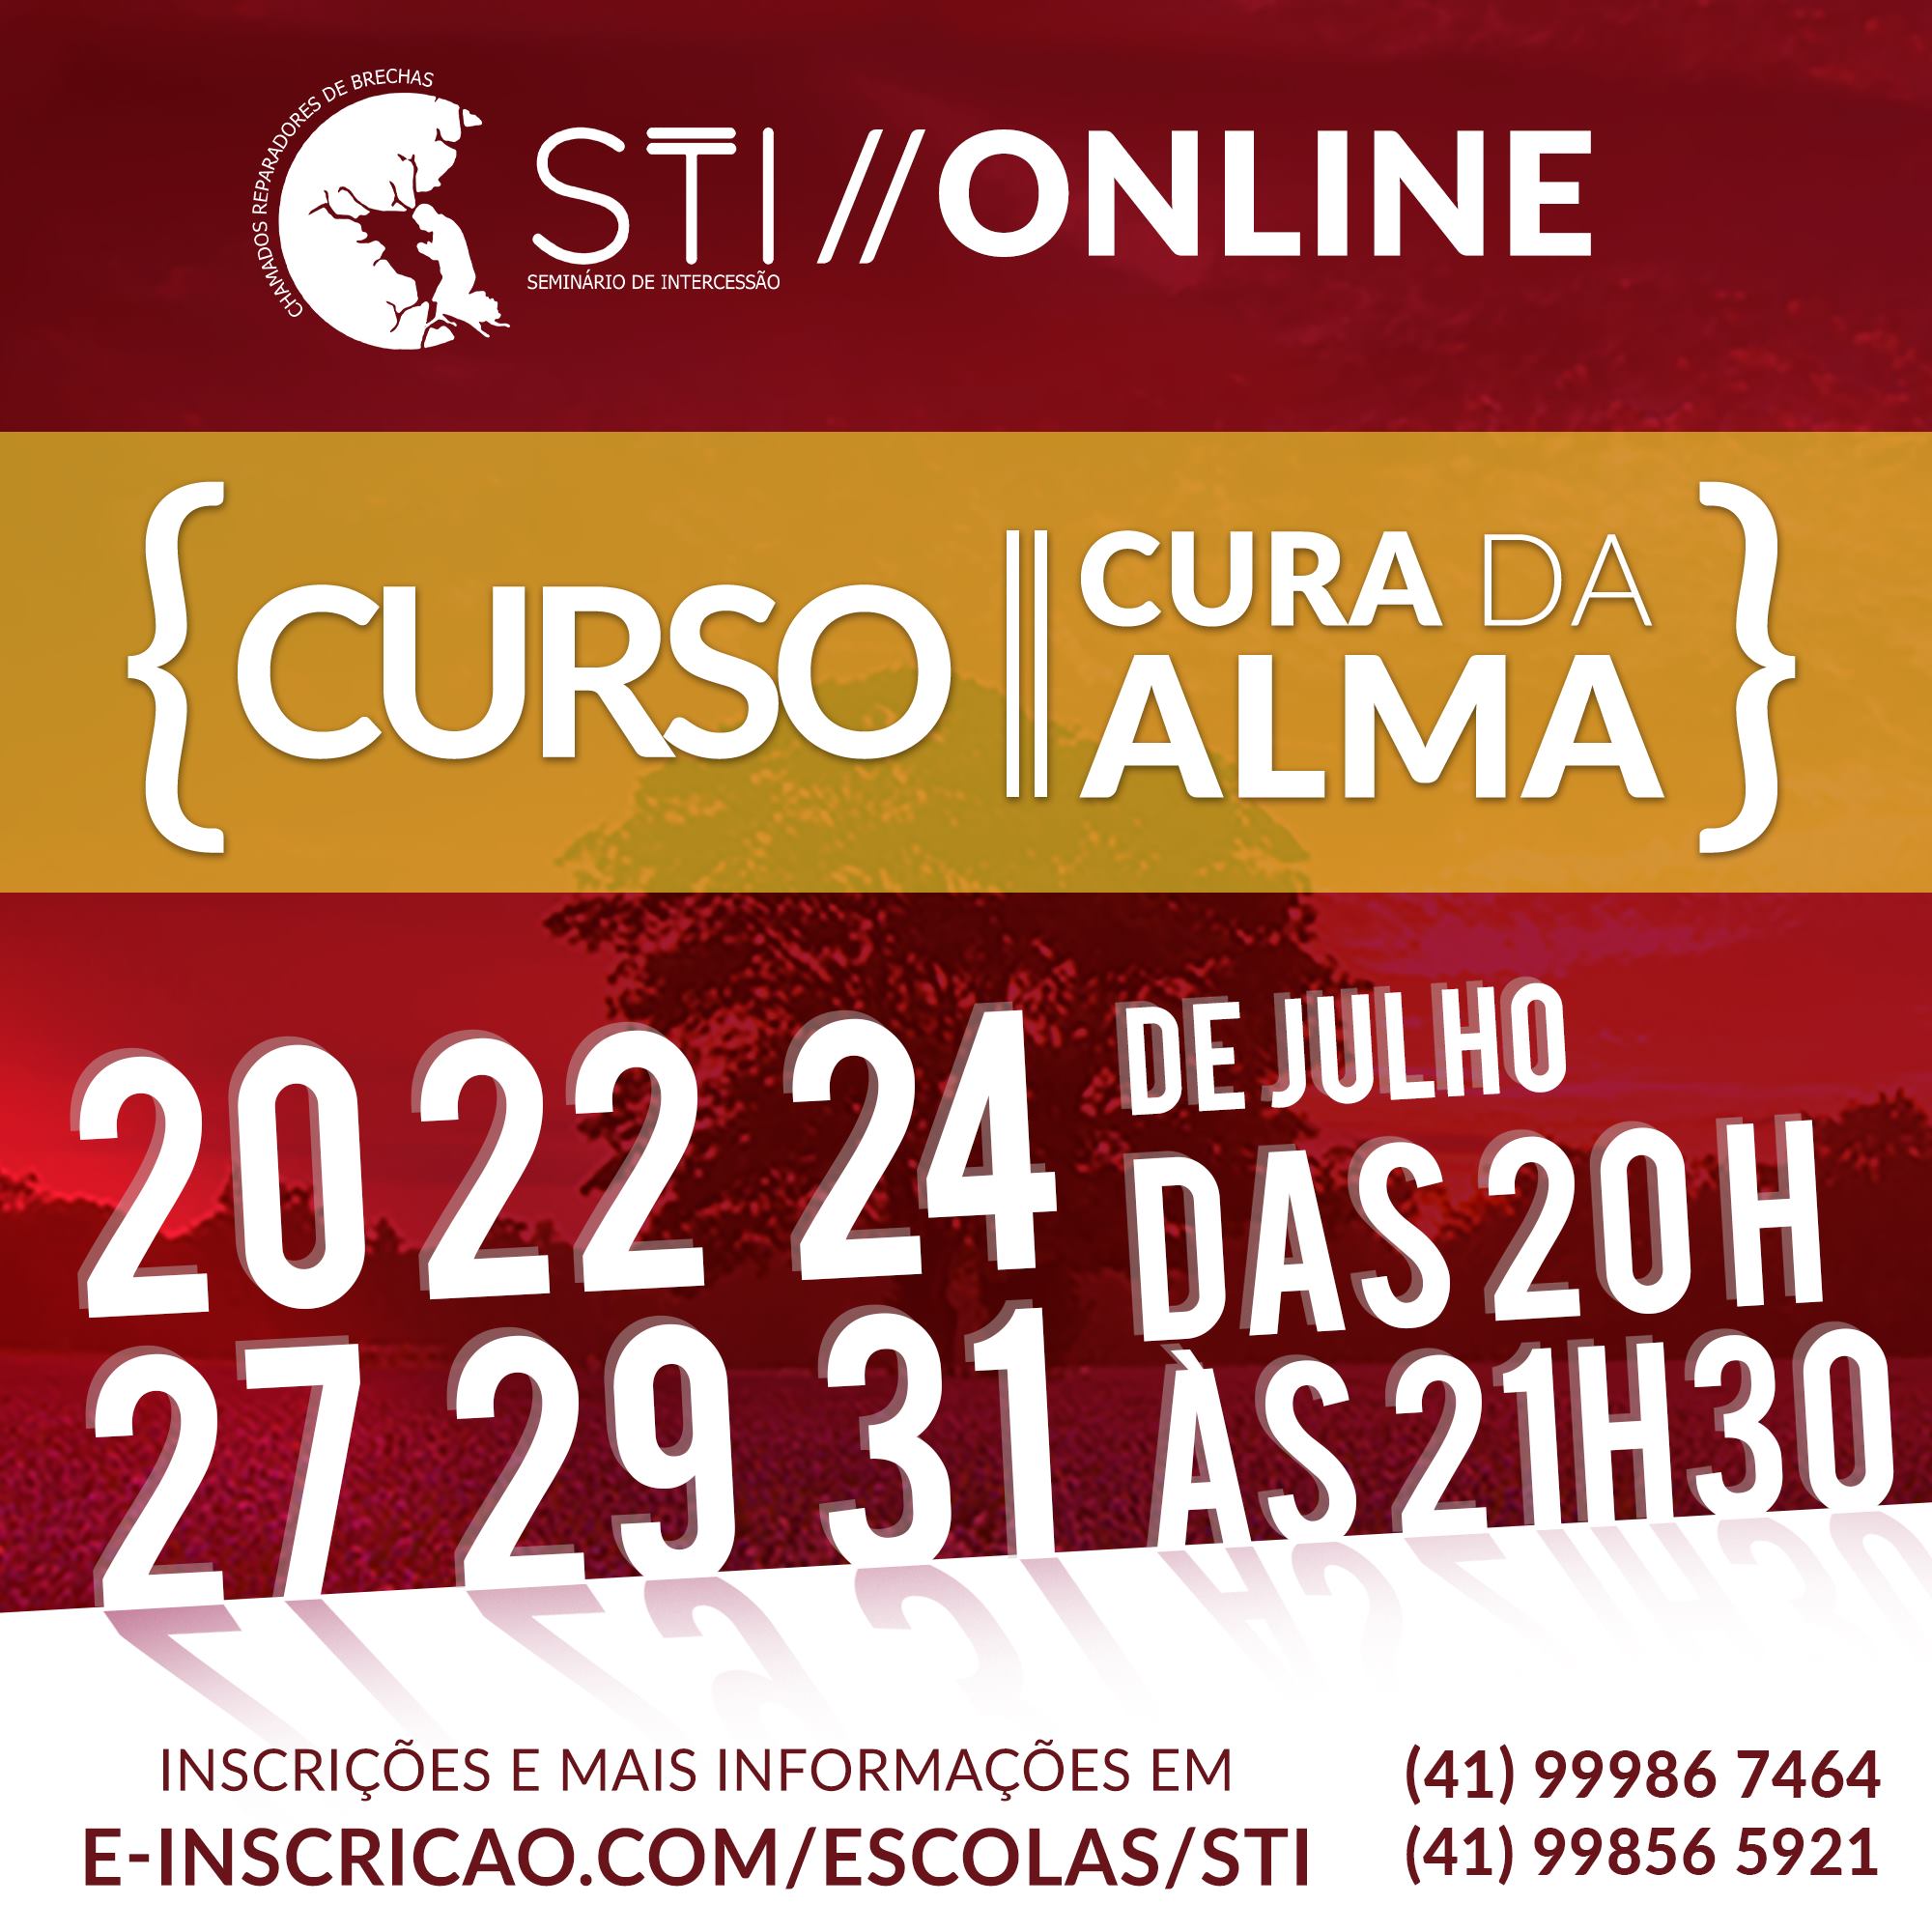 CHAMADOS REPARADORES DE BRECHAS
STI //ONLINE
SEMINÁRIO DE INTERCESSÃO
{CURSO || CURA DA
ALMA}
20 22 24 DE JULHO
DAS 20H
27 29 31 ÀS 21H30
INSCRIÇÕES E MAIS INFORMAÇÕES EM
E-INSCRICAO.COM/ESCOLAS/STI
(41) 99986 7464
(41) 99856 5921